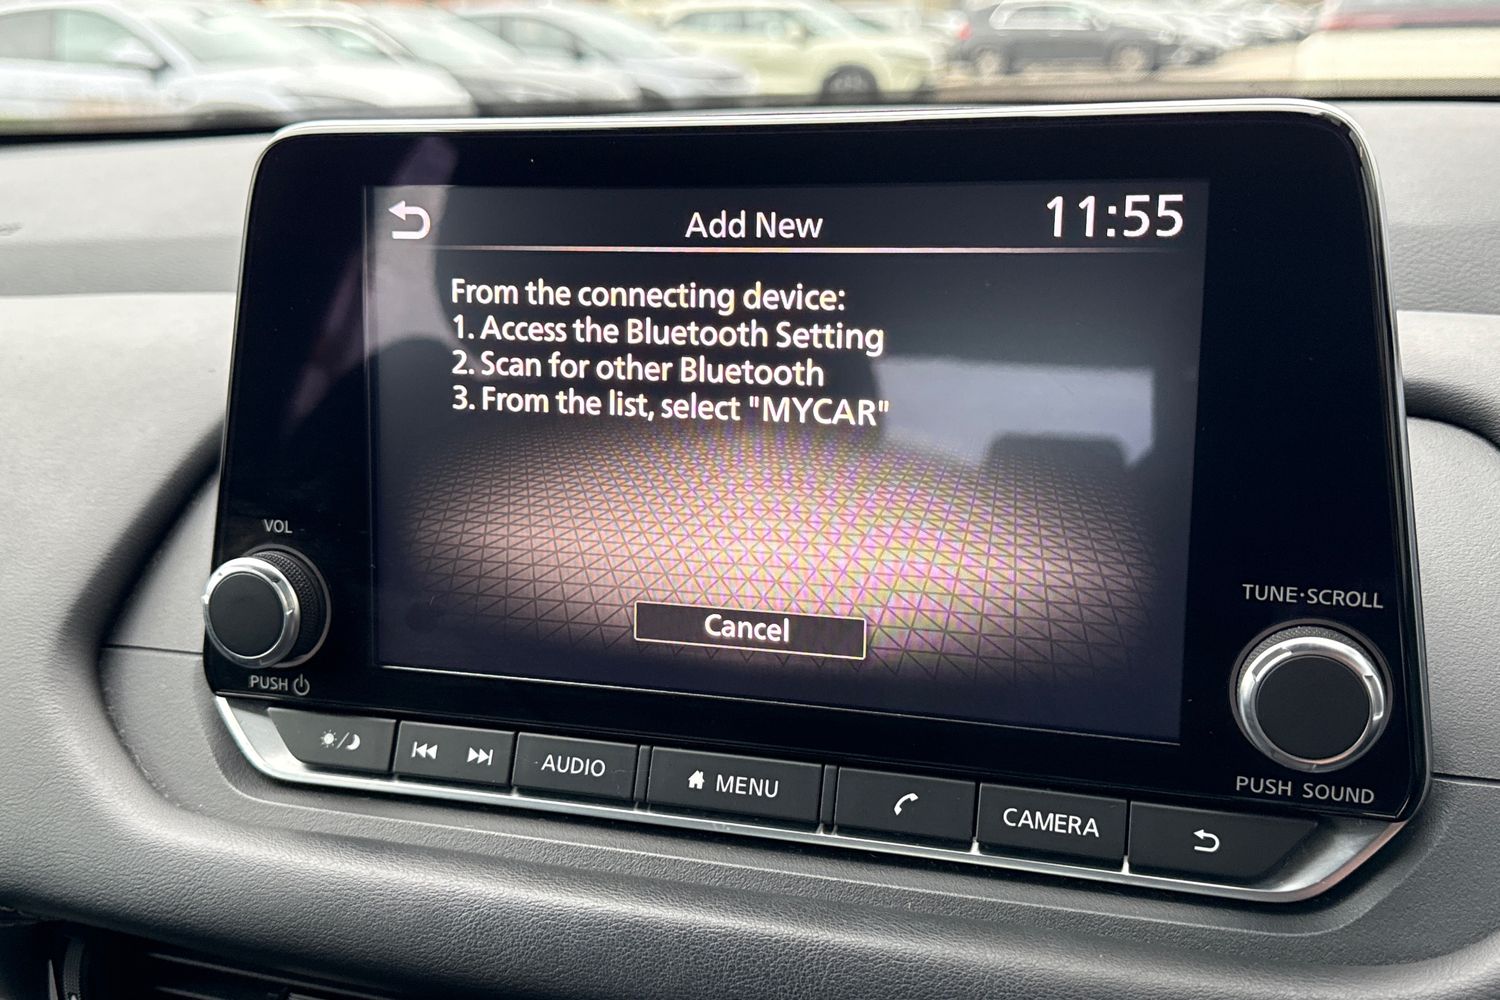 Add New
11:55
From the connecting device:
1. Access the Bluetooth Setting
2. Scan for other Bluetooth
3. From the list, select "MYCAR"
Cancel
VOL
PUSH
TUNE·SCROLL
PUSH SOUND
AUDIO
MENU
CAMERA